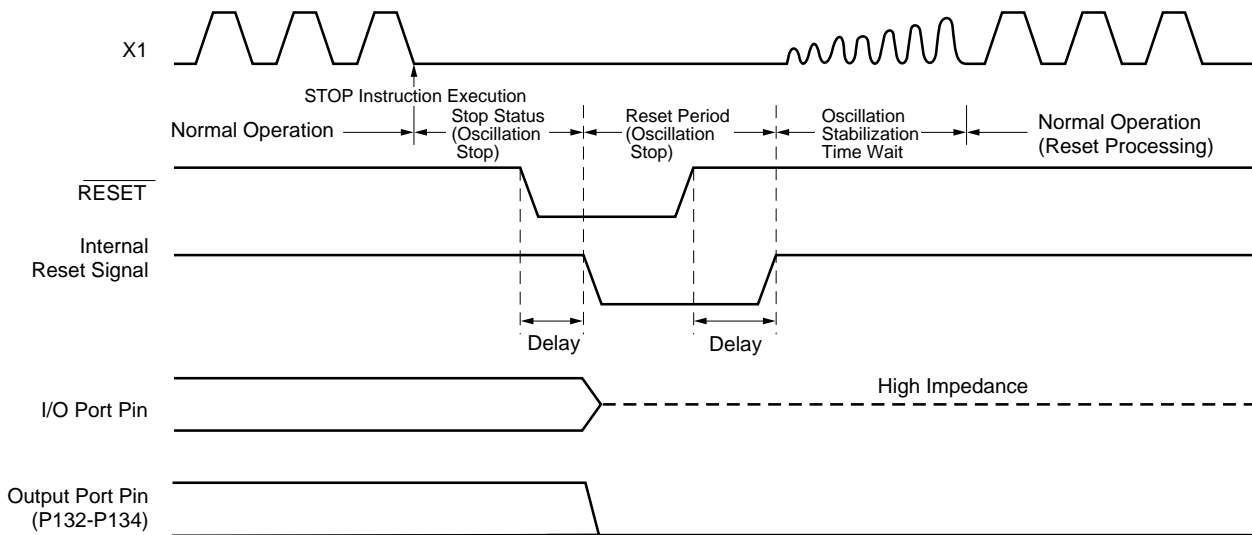 X1
STOP Instruction Execution
Normal Operation
Stop Status
(Oscillation
Stop)
Reset Period
(Oscillation
Stop)
Oscillation
Stabilization
Time Wait
Normal Operation
(Reset Processing)
RESET
Internal
Reset Signal
Delay
Delay
I/O Port Pin
High Impedance
Output Port Pin
(P132-P134)